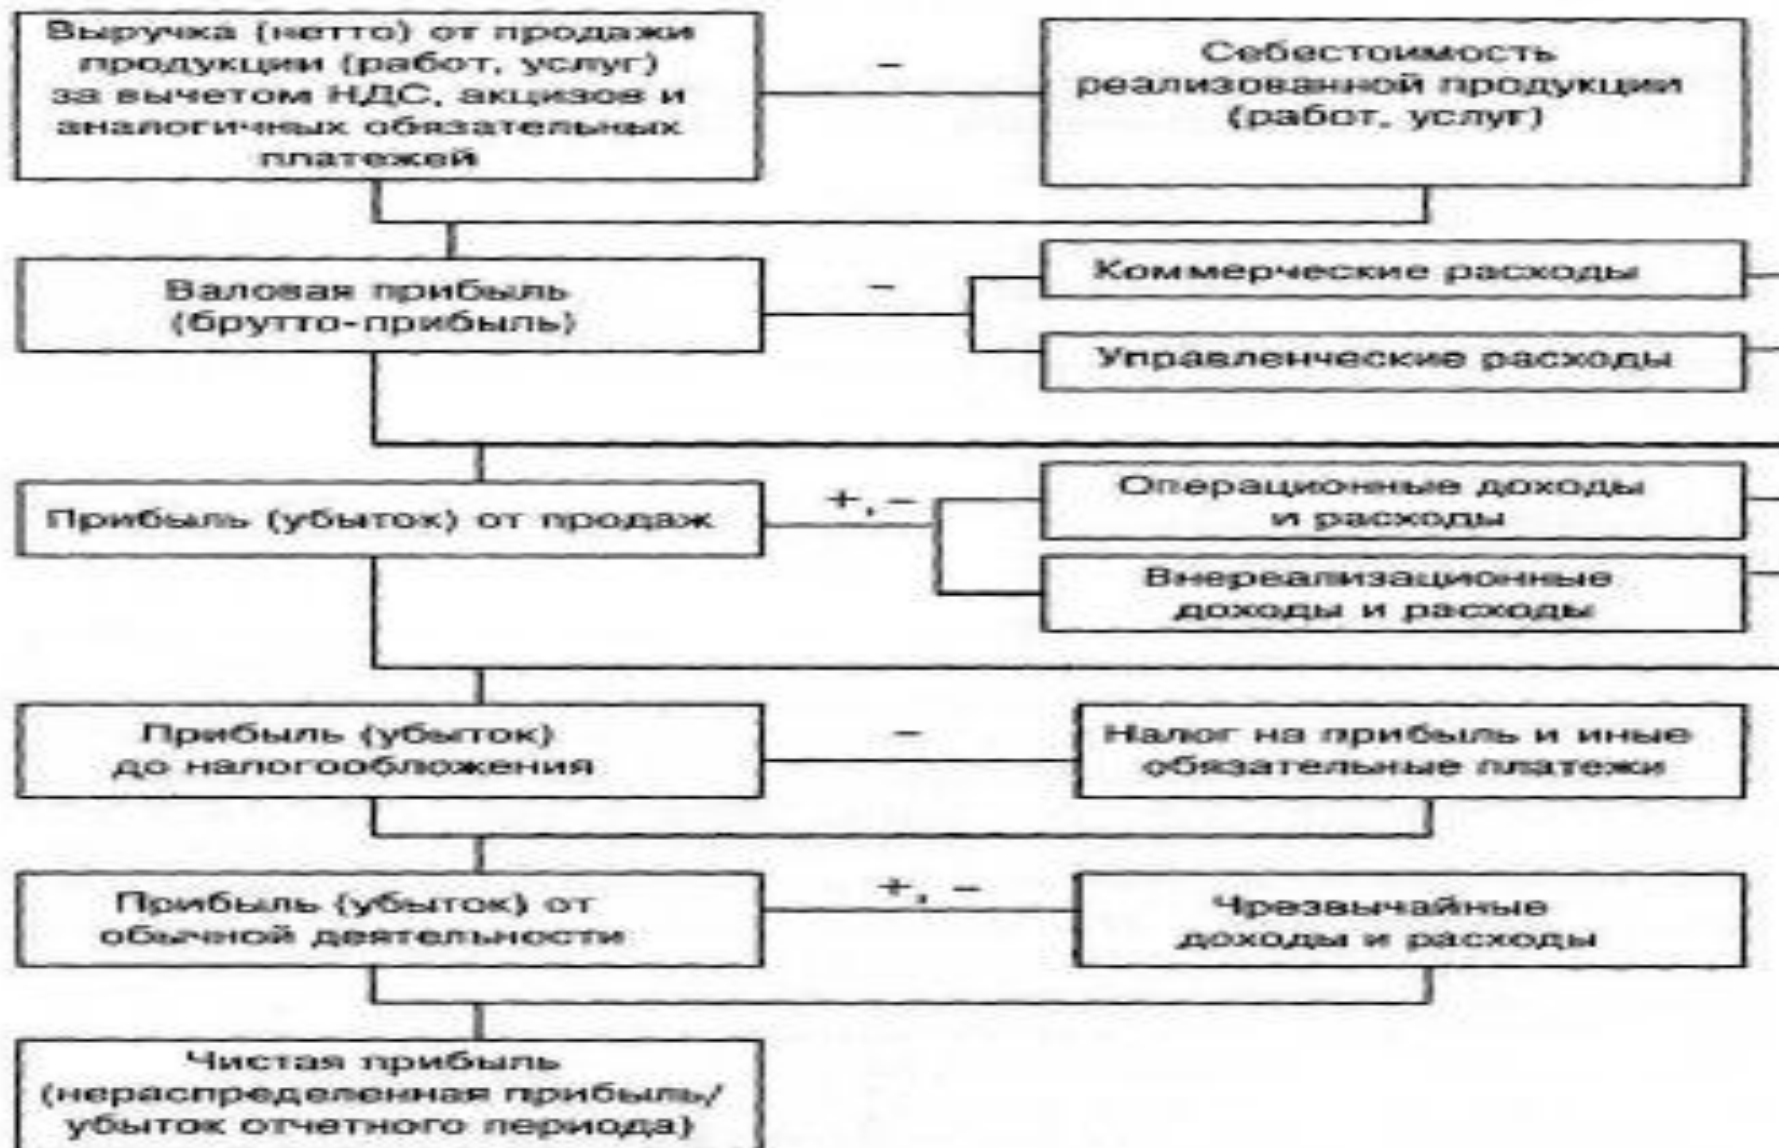 Выручка (нетто) от продажи
продукции (работ, услуг)
за вычетом НДС, акцизов и
аналогичных обязательных
платежей
–
Себестоимость
реализованной продукции
(работ, услуг)
Валовая прибыль
(брутто-прибыль)
–
Коммерческие расходы
Управленческие расходы
Прибыль (убыток) от продаж
+, –
Операционные доходы
и расходы
Внереализационные
доходы и расходы
Прибыль (убыток)
до налогообложения
–
Налог на прибыль и иные
обязательные платежи
Прибыль (убыток) от
обычной деятельности
+, –
Чрезвычайные
доходы и расходы
Чистая прибыль
(нераспределенная прибыль/
убыток отчетного периода)